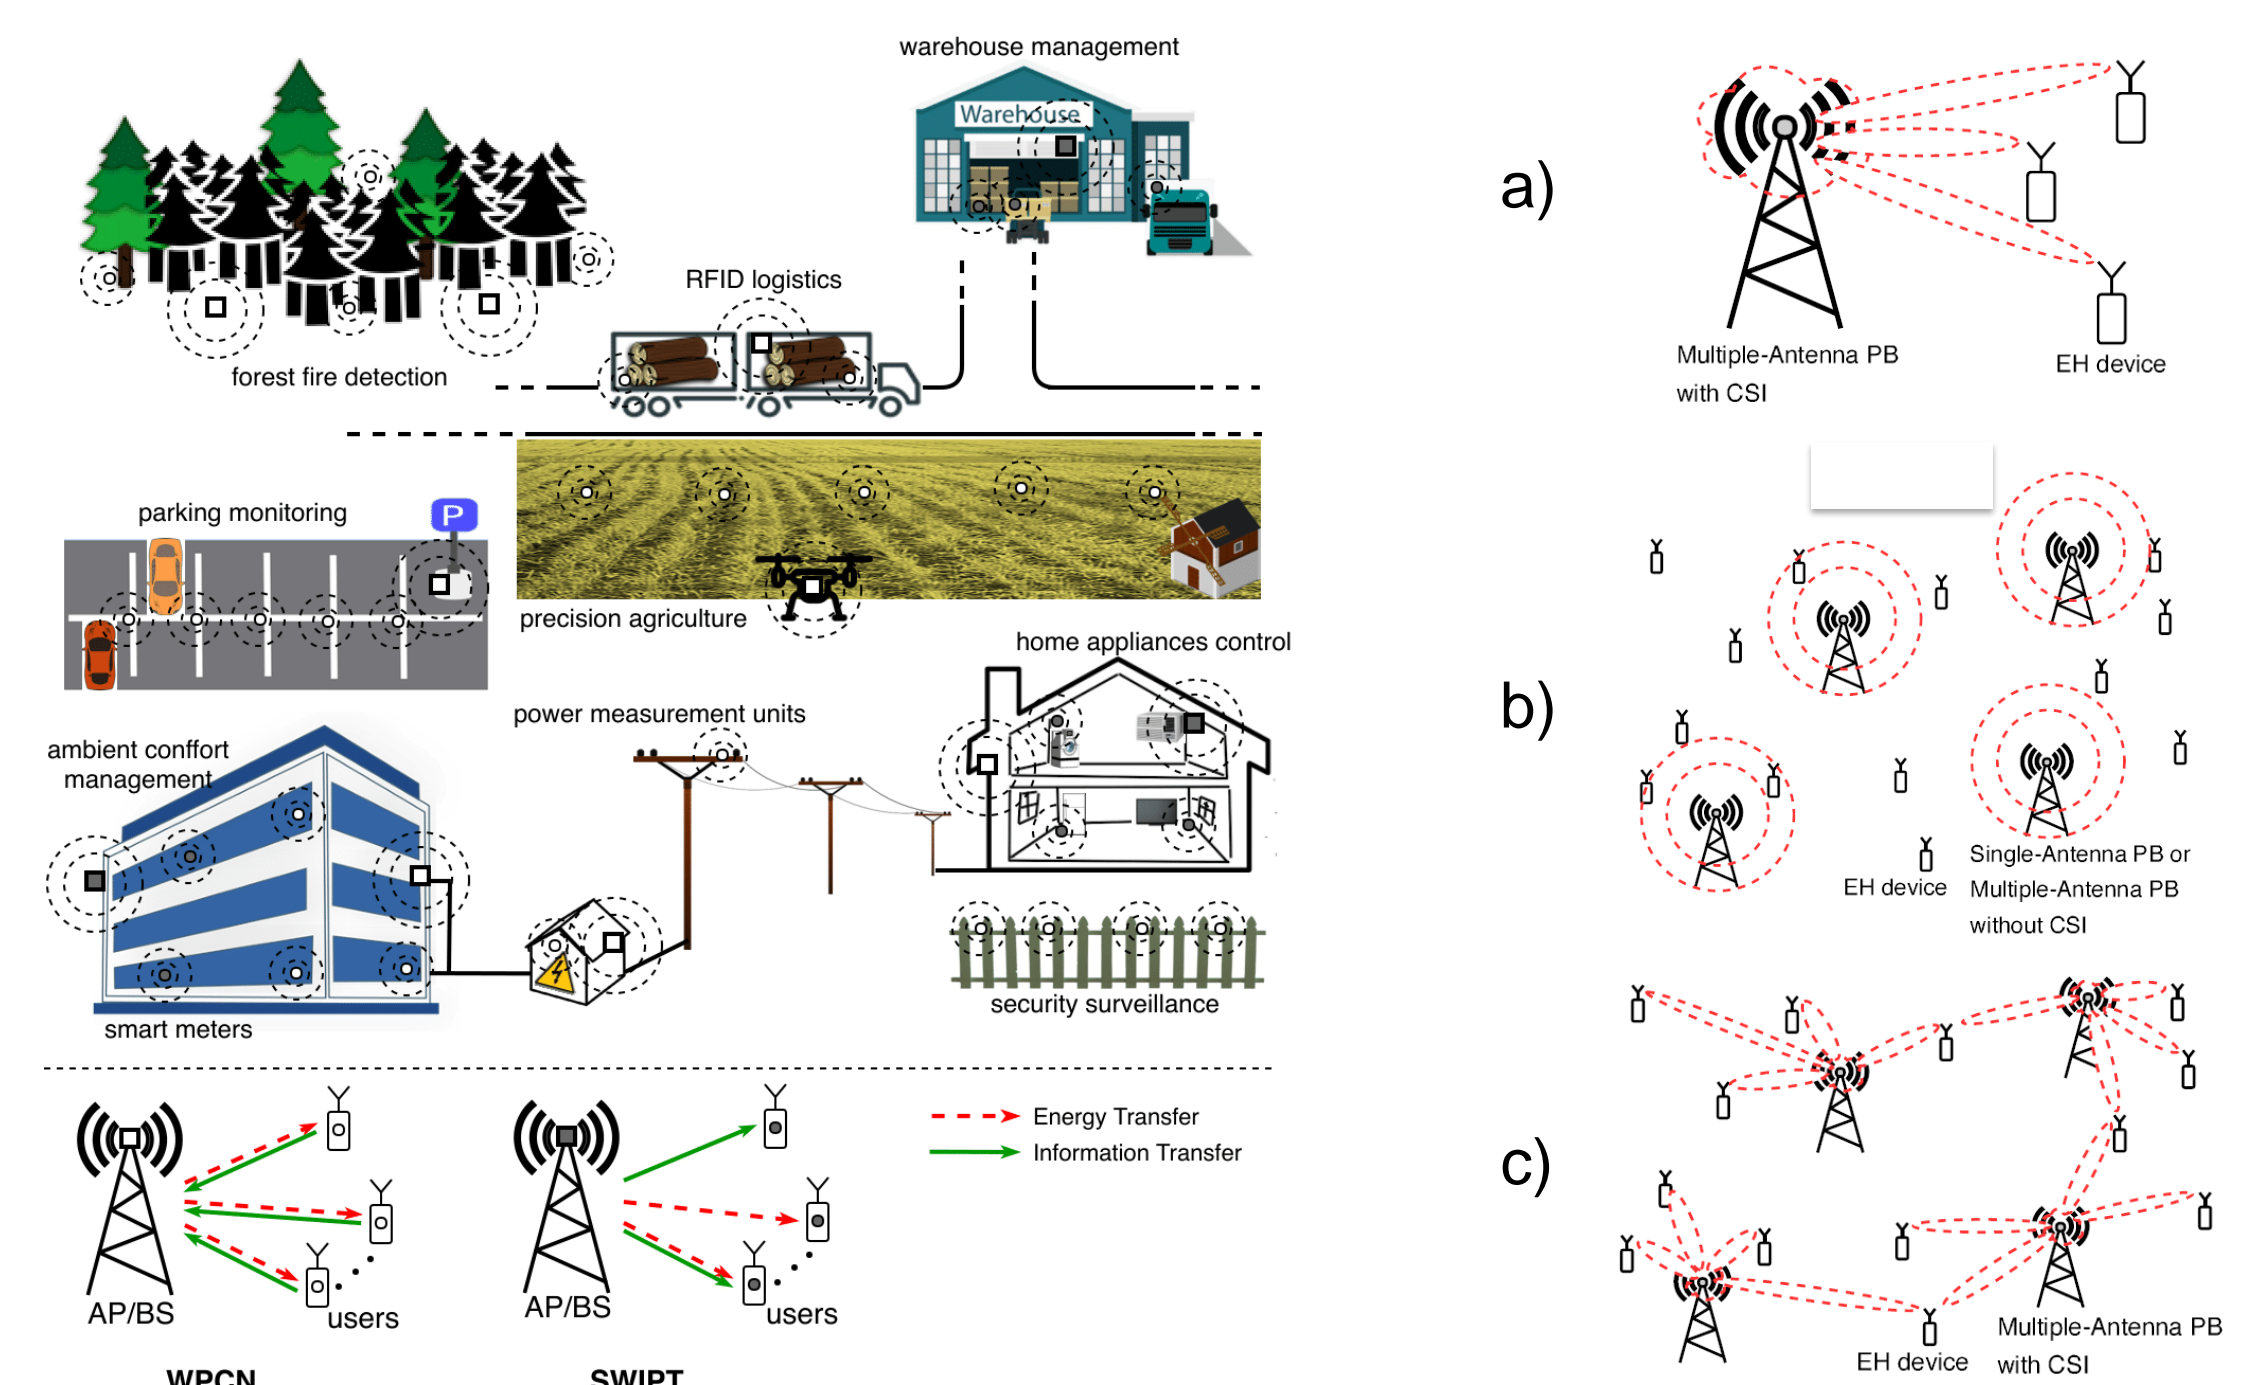 warehouse management
Warehouse
RFID logistics
forest fire detection
parking monitoring
P
precision agriculture
home appliances control
power measurement units
ambient conffort
management
security surveillance
smart meters
Energy Transfer
Information Transfer
AP/BS
users
AP/BS
users
WPCN
SWIPT
a)
Multiple-Antenna PB
with CSI
EH device
b)
EH device
Single-Antenna PB or
Multiple-Antenna PB
without CSI
c)
EH device
Multiple-Antenna PB
with CSI